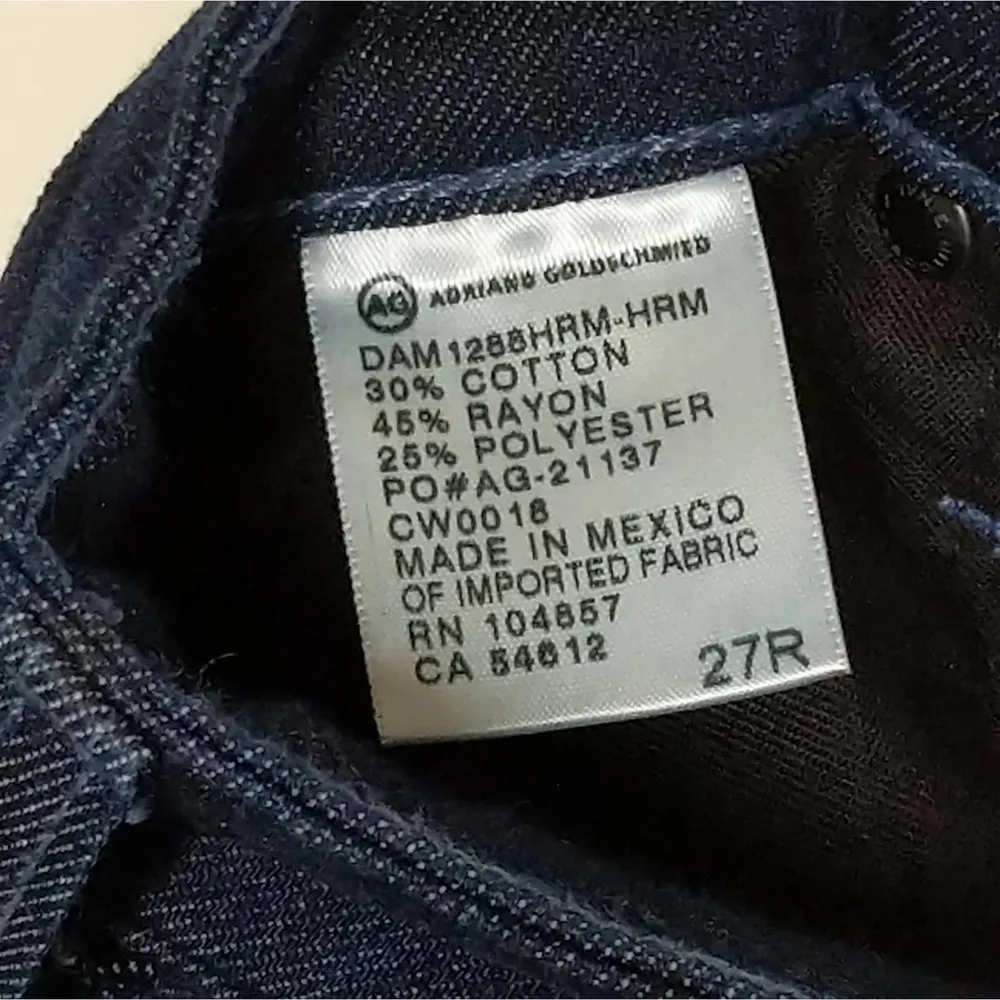 AG ADRIANO GOLDSCHMIED
DAM1288HRM-HRM
30% COTTON
45% RAYON
25% POLYESTER
PO#AG-21137
CW0018
MADE IN MEXICO
OF IMPORTED FABRIC
RN 104857
CA 54612
27R